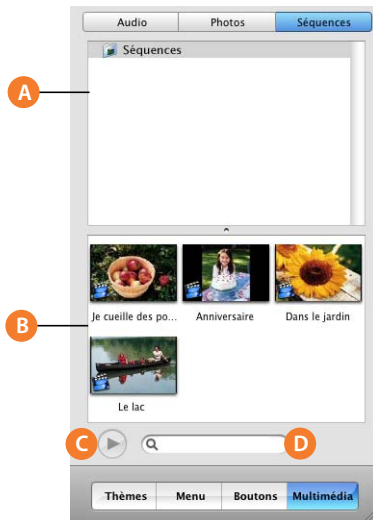 Audio Photos Séquences
Séquences
A
B
Je cueille des po... Anniversaire Dans le jardin
Le lac
C D
Thèmes Menu Boutons Multimédia